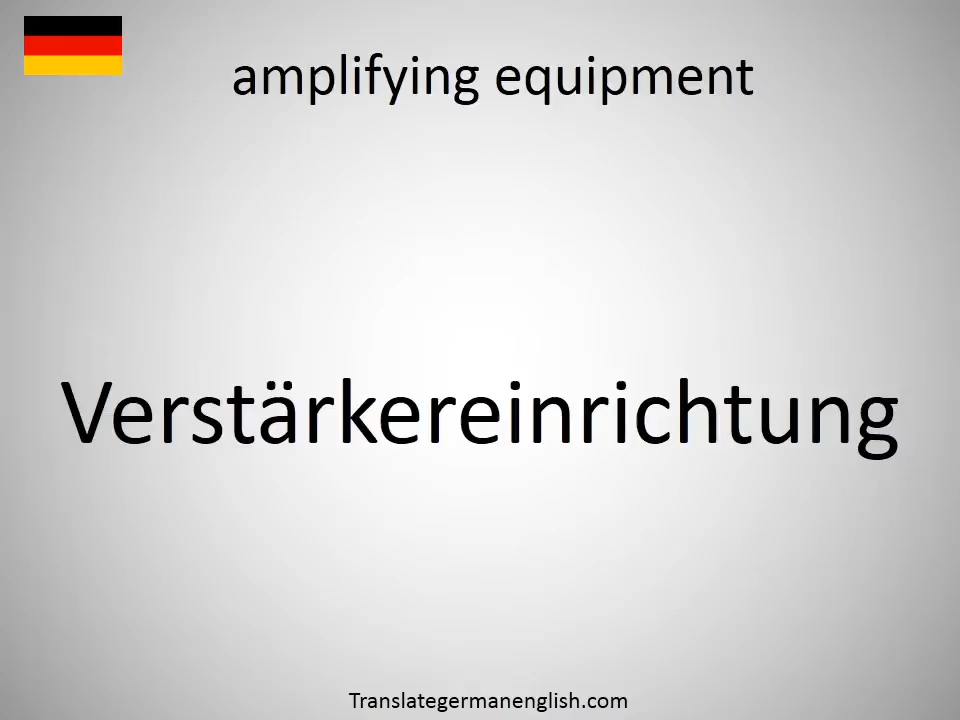 amplifying equipment
Verstärkereinrichtung
Translategermanenglish.com